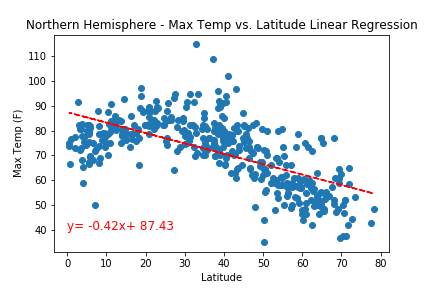 Northern Hemisphere - Max Temp vs. Latitude Linear Regression
110
100
90
80
70
60
50
40
Max Temp (F)
y= -0.42x+ 87.43
0 10 20 30 40 50 60 70 80
Latitude